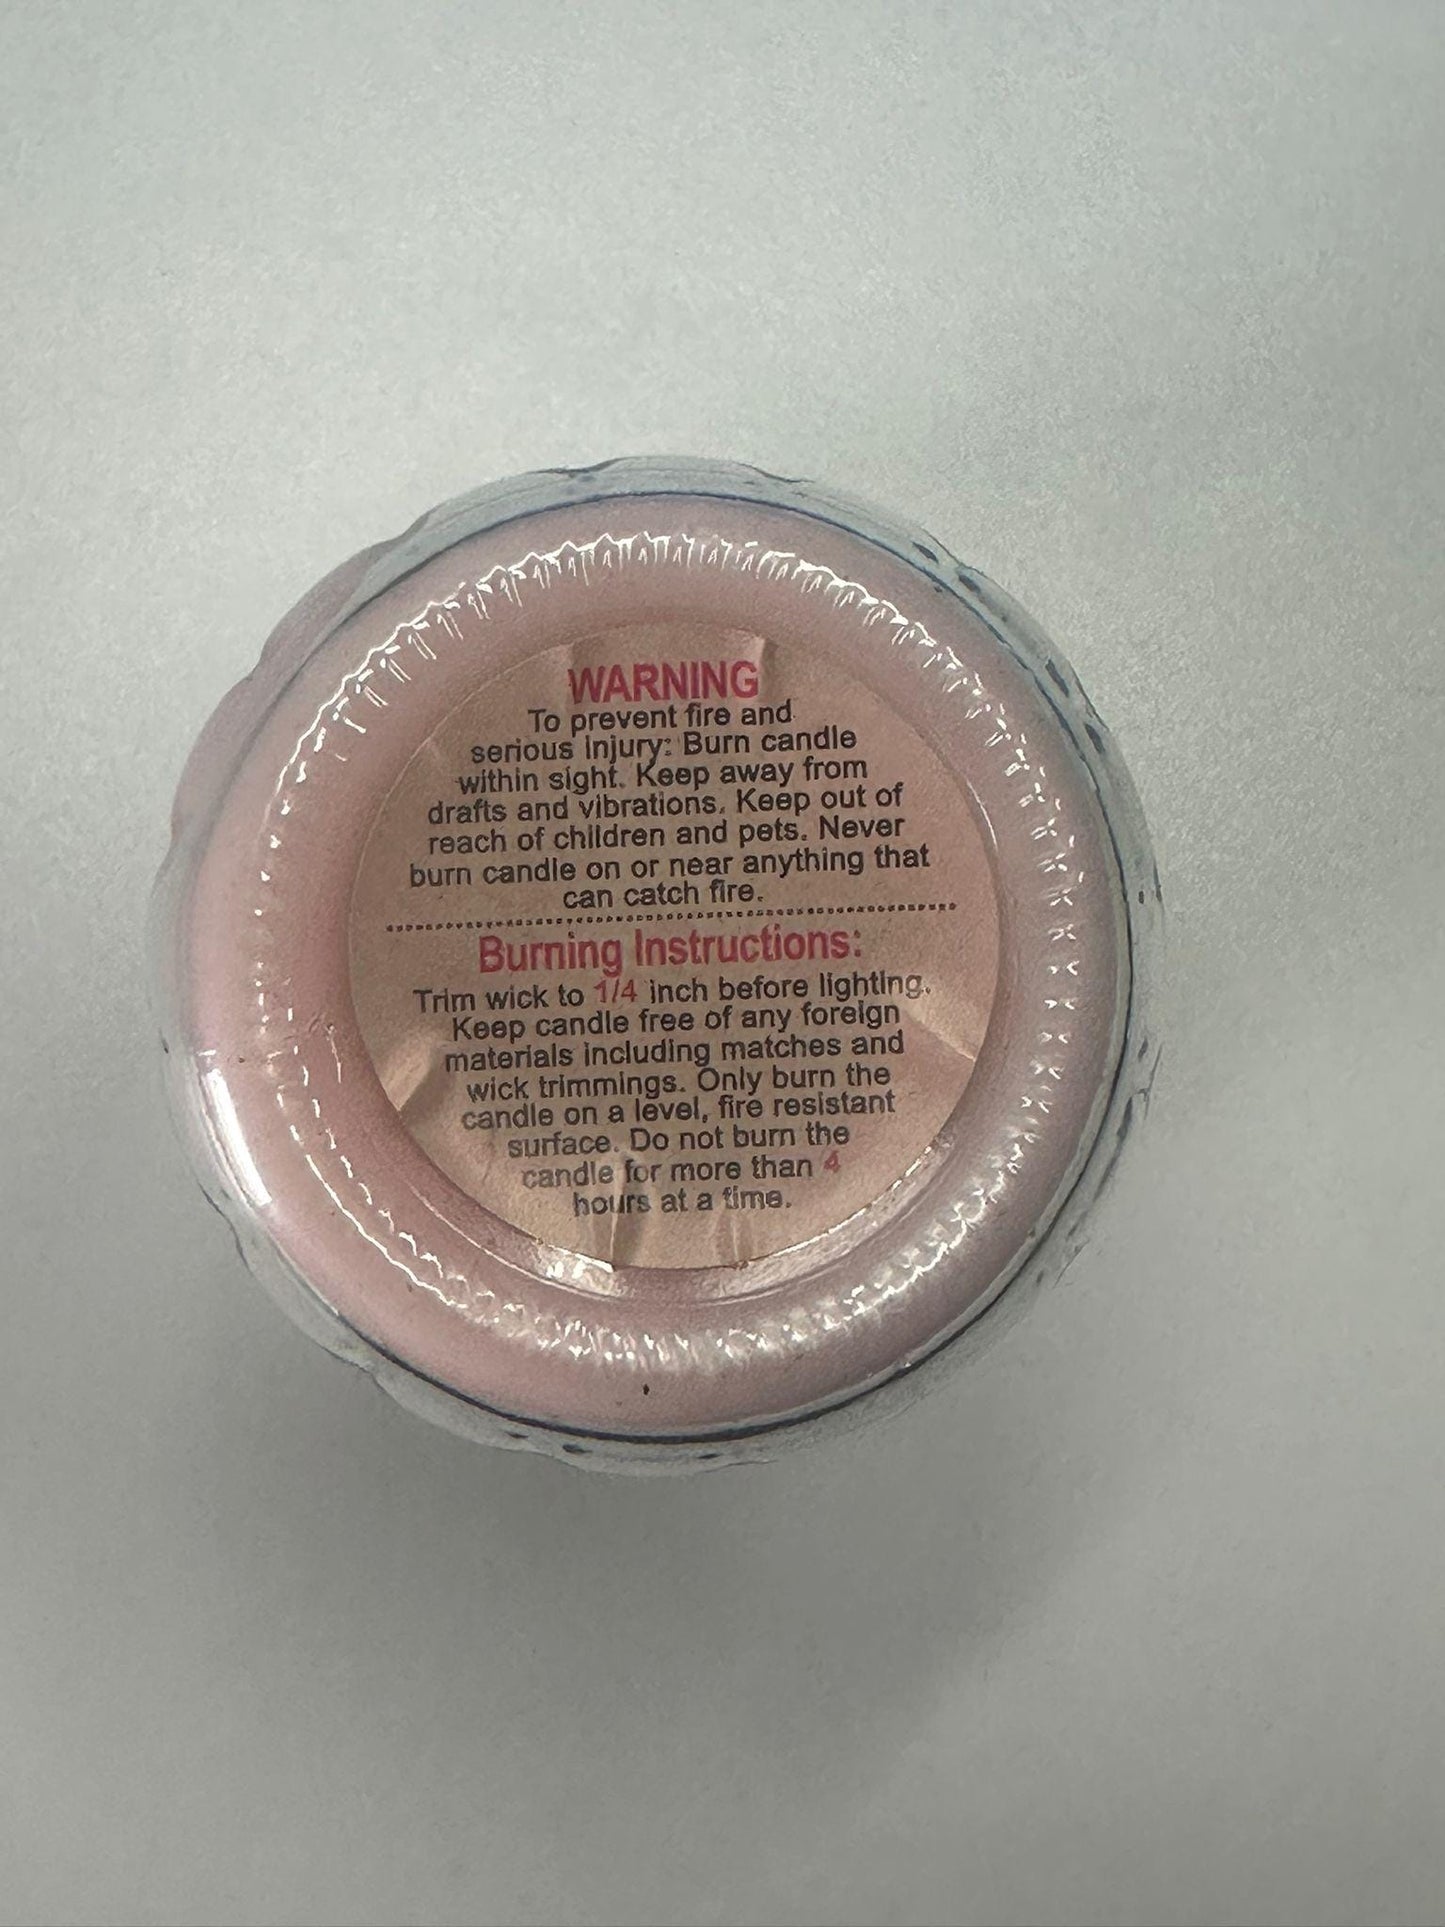 WARNING
To prevent fire and
serious Injury: Burn candle
within sight. Keep away from
drafts and vibrations. Keep out of
reach of children and pets. Never
burn candle on or near anything that
can catch fire.
Burning Instructions:
Trim wick to 1/4 inch before lighting.
Keep candle free of any foreign
materials including matches and
wick trimmings. Only burn the
candle on a level, fire resistant
surface. Do not burn the
candle for more than 4
hours at a time.